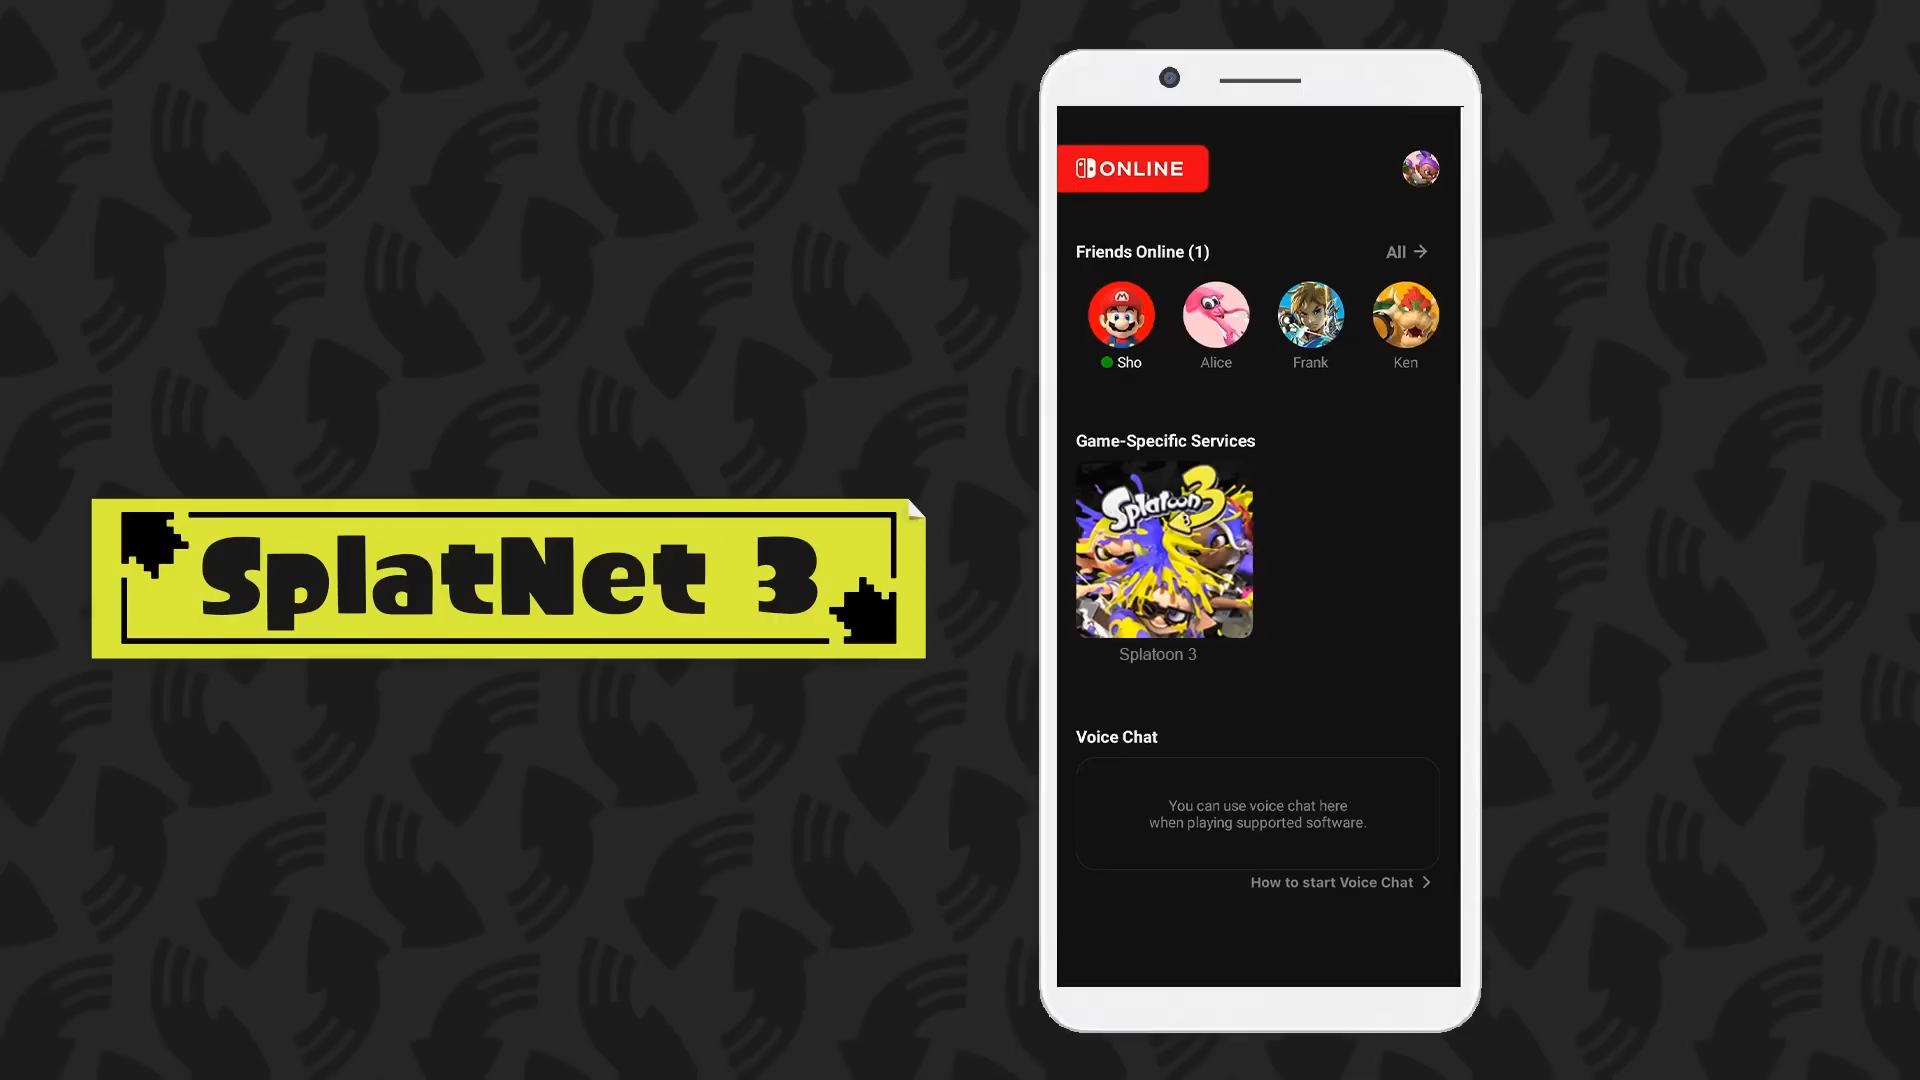 SplatNet 3
ONLINE
Friends Online (1)
All →
Sho
Alice
Frank
Ken
Game-Specific Services
Splatoon 3
Splatoon 3
Voice Chat
You can use voice chat here
when playing supported software.
How to start Voice Chat >